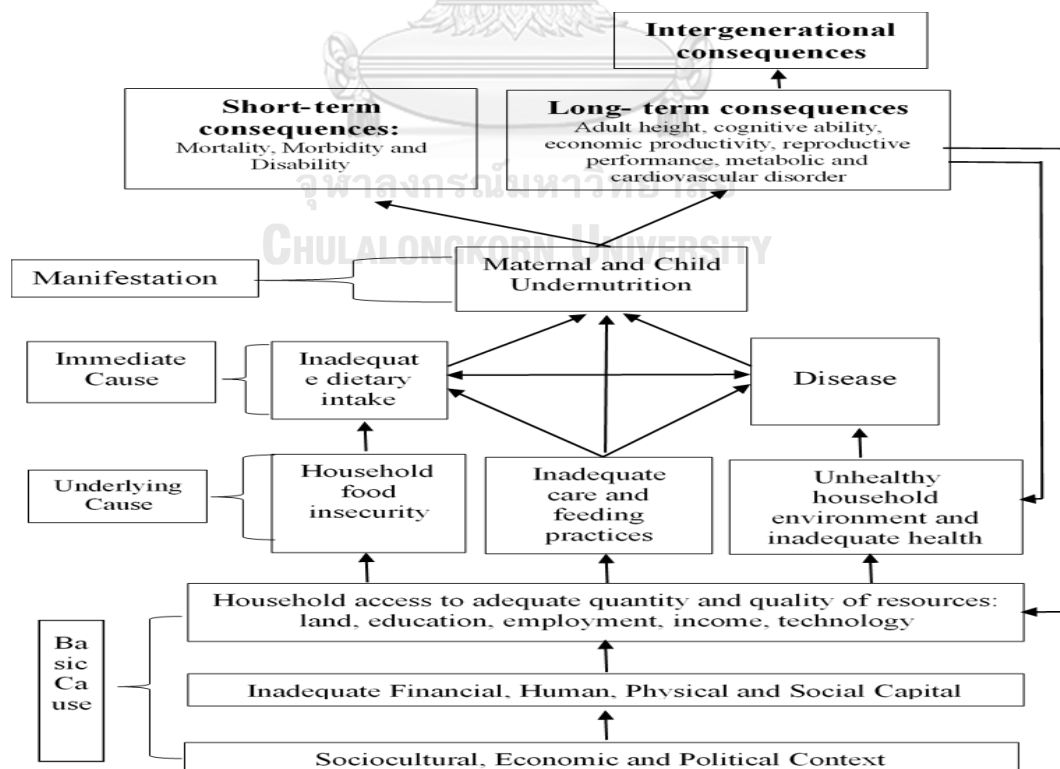 Intergenerational
consequences
Short-term
consequences:
Mortality, Morbidity and
Disability
Long- term consequences
Adult height, cognitive ability,
economic productivity, reproductive
performance, metabolic and
cardiovascular disorder
จุฬาลงกรณ์มหาวิทยาลัย
CHULALONGKORN UNIVERSITY
Manifestation
Maternal and Child
Undernutrition
Immediate
Cause
Inadequat
e dietary
intake
Disease
Underlying
Cause
Household
food
insecurity
Inadequate
care and
feeding
practices
Unhealthy
household
environment and
inadequate health
Ba
sic
Ca
use
Household access to adequate quantity and quality of resources:
land, education, employment, income, technology
Inadequate Financial, Human, Physical and Social Capital
Sociocultural, Economic and Political Context